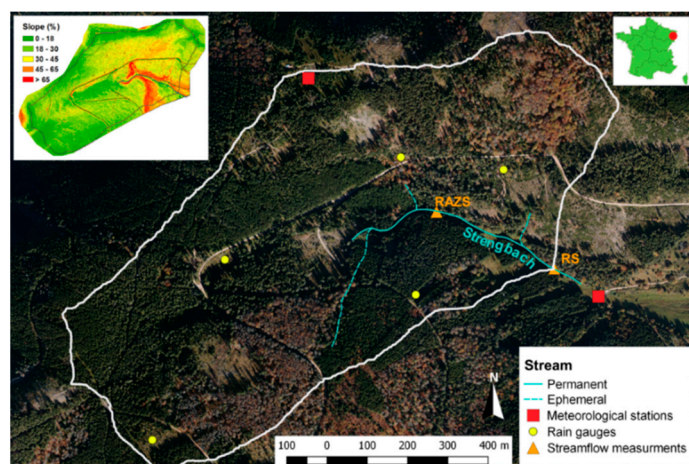 Slope (%)
0 - 18
18 - 30
30 - 45
45 - 65
> 65
RAZS
Strengbach
RS
N
100 0 100 200 300 400 m
Stream
Permanent
Ephemeral
Meteorological stations
Rain gauges
Streamflow measurments